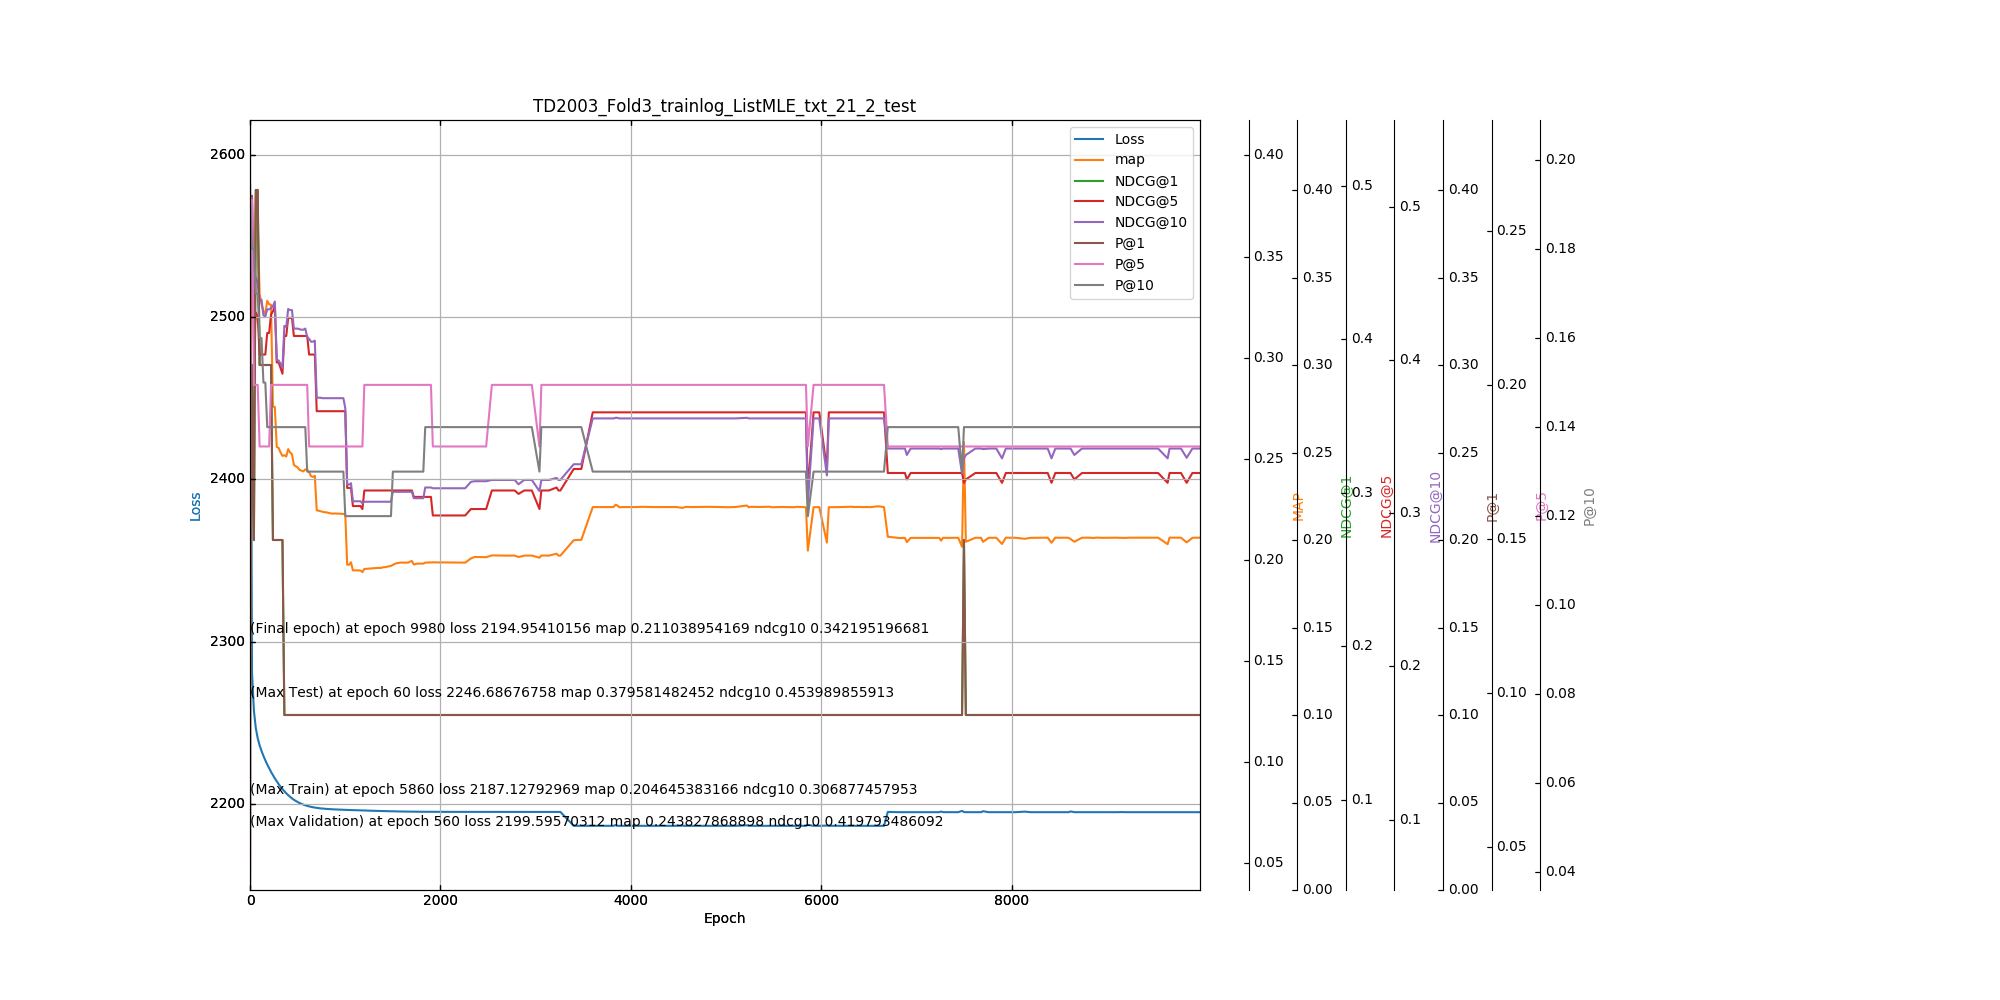 TD2003_Fold3_trainlog_ListMLE_txt_21_2_test
Loss
map
NDCG@1
NDCG@5
NDCG@10
P@1
P@5
P@10
2600
2500
2400
2300
2200
Loss
(Final epoch) at epoch 9980 loss 2194.95410156 map 0.211038954169 ndcg10 0.342195196681
(Max Test) at epoch 60 loss 2246.68676758 map 0.379581482452 ndcg10 0.453989855913
(Max Train) at epoch 5860 loss 2187.12792969 map 0.204645383166 ndcg10 0.306877457953
(Max Validation) at epoch 560 loss 2199.59570312 map 0.243827868898 ndcg10 0.419793486092
0 2000 4000 6000 8000
Epoch
0.40
0.35
0.30
0.25
0.20
0.15
0.10
0.05
MAP
0.40
0.35
0.30
0.25
0.20
0.15
0.10
0.05
0.00
NDCG@1
0.5
0.4
0.3
0.2
0.1
NDCG@5
0.5
0.4
0.3
0.2
0.1
NDCG@10
0.40
0.35
0.30
0.25
0.20
0.15
0.10
0.05
0.00
P@1
0.25
0.20
0.15
0.10
0.05
P@5
0.20
0.18
0.16
0.14
0.12
0.10
0.08
0.06
0.04
P@10